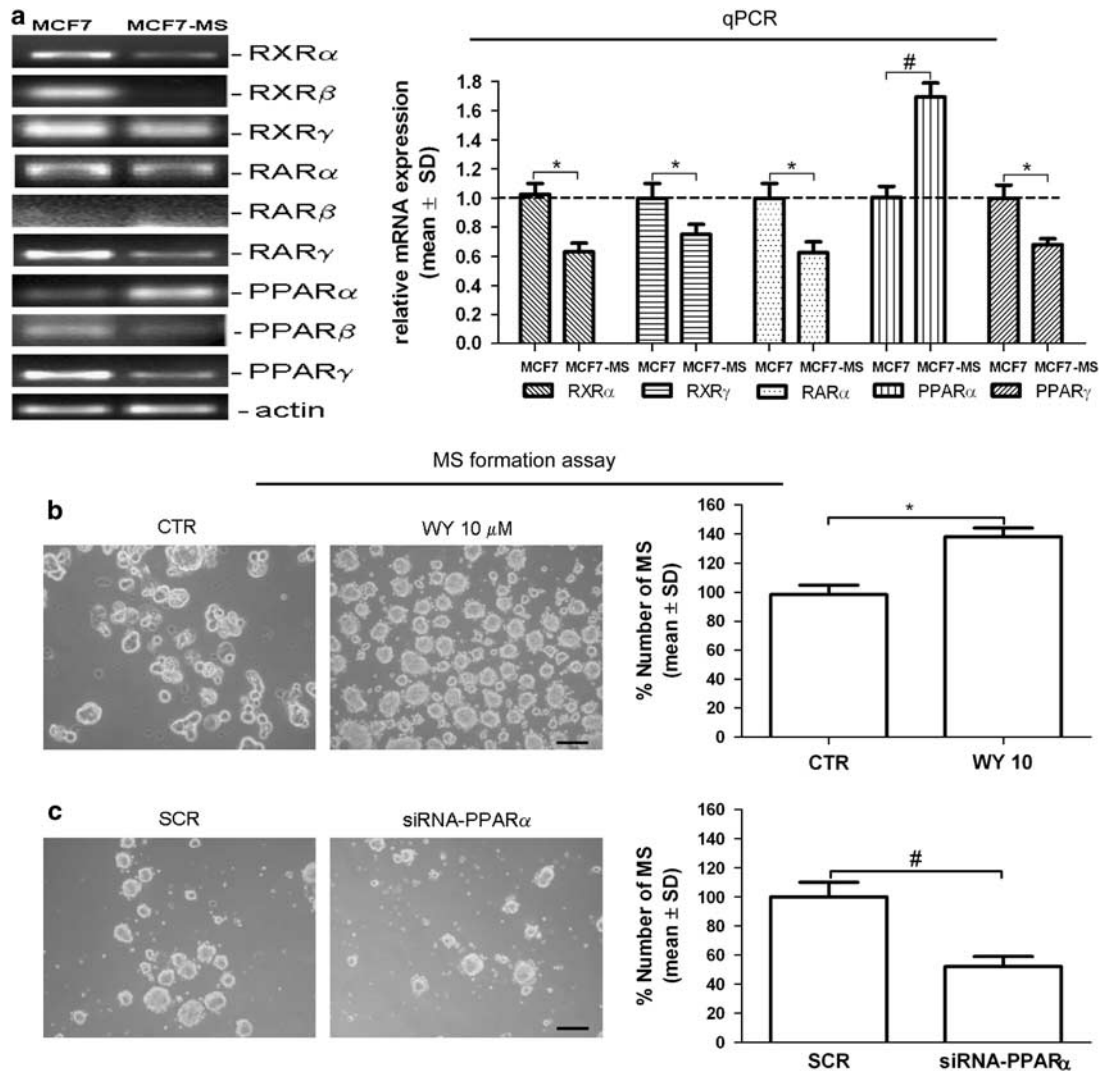 a
MCF7 MCF7-MS
- RXRα
- RXRβ
- RXRγ
- RARα
- RARβ
- RARγ
- PPARα
- PPARβ
- PPARγ
- actin
qPCR
relative mRNA expression
(mean ± SD)
1.8
1.6
1.4
1.2
1.0
0.8
0.6
0.4
0.2
0.0
* * * # *
MCF7 MCF7-MS MCF7 MCF7-MS MCF7 MCF7-MS MCF7 MCF7-MS MCF7 MCF7-MS
RXRα RXRγ RARα PPARα PPARγ
MS formation assay
b
CTR WY 10 µM
% Number of MS
(mean ± SD)
160
140
120
100
80
60
40
20
0
*
CTR WY 10
c
SCR siRNA-PPARα
% Number of MS
(mean ± SD)
160
140
120
100
80
60
40
20
0
#
SCR siRNA-PPARα